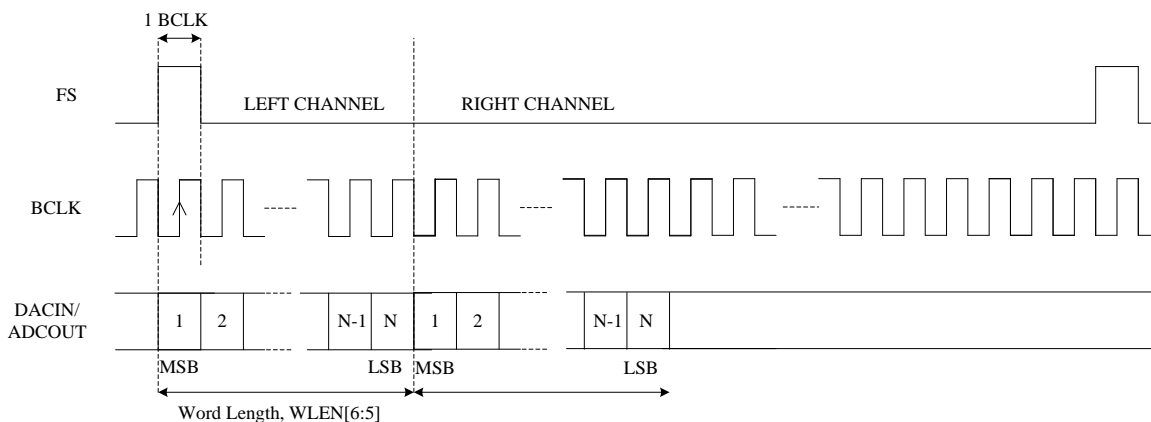 1 BCLK
FS
LEFT CHANNEL
RIGHT CHANNEL
BCLK
DACIN/
ADCOUT
1
2
N-1
N
1
2
N-1
N
MSB
LSB
MSB
LSB
Word Length, WLEN[6:5]